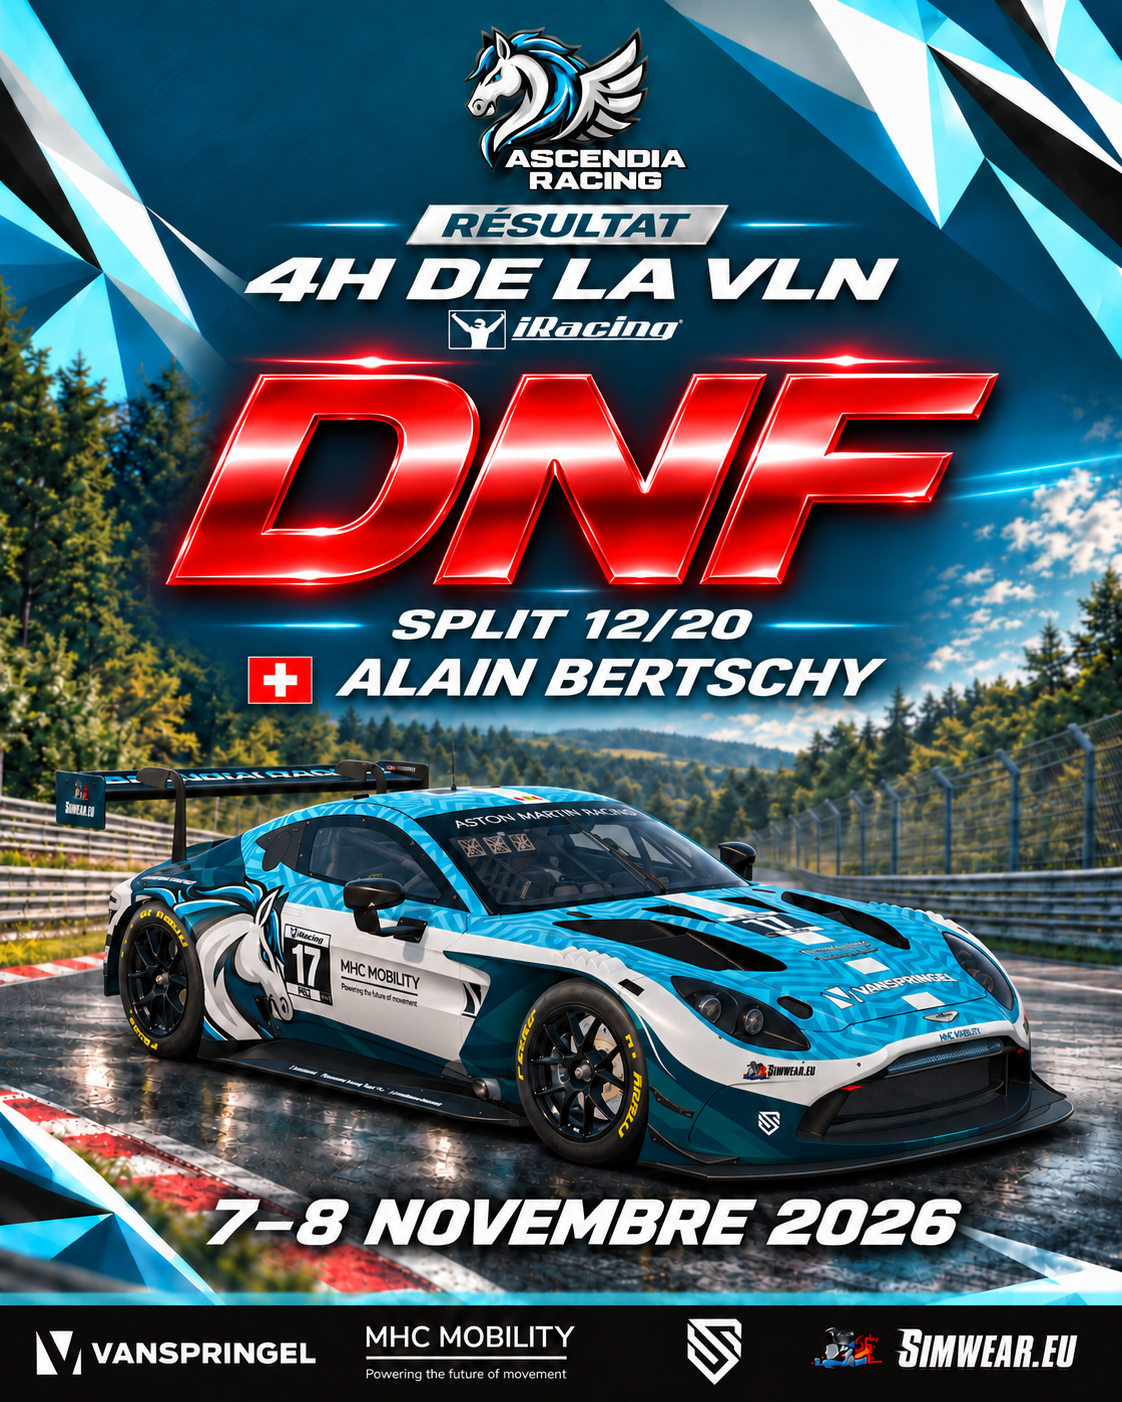 ASCENDIA
RACING
RÉSULTAT
4H DE LA VLN
iRacing
DNF
SPLIT 12/20
ALAIN BERTSCHY
SIMWEAR.EU
ASTON MARTIN RACING
iRacing
17
MHC MOBILITY
Powering the future of movement
17
VANSPRINGEL
MHC MOBILITY
SIMWEAR.EU
7–8 NOVEMBRE 2026
VANSPRINGEL
MHC MOBILITY
Powering the future of movement
SIMWEAR.EU